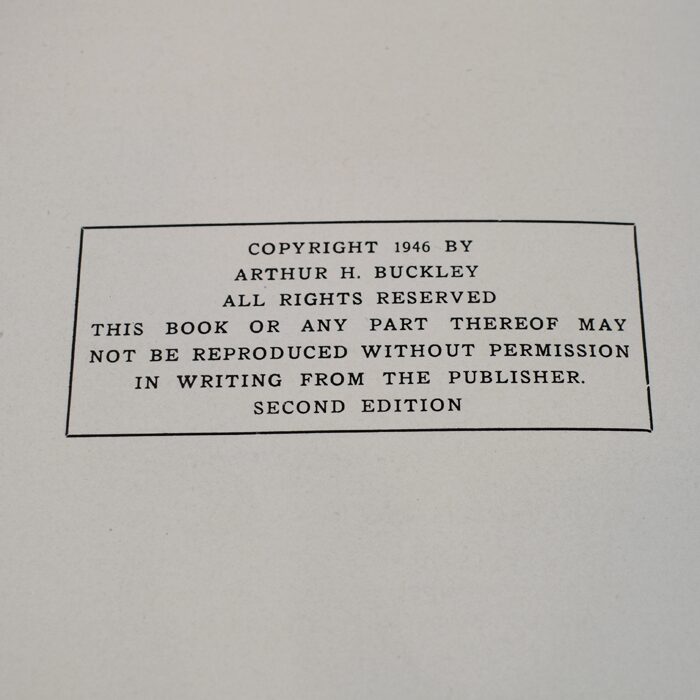 COPYRIGHT 1946 BY
ARTHUR H. BUCKLEY
ALL RIGHTS RESERVED
THIS BOOK OR ANY PART THEREOF MAY
NOT BE REPRODUCED WITHOUT PERMISSION
IN WRITING FROM THE PUBLISHER.
SECOND EDITION